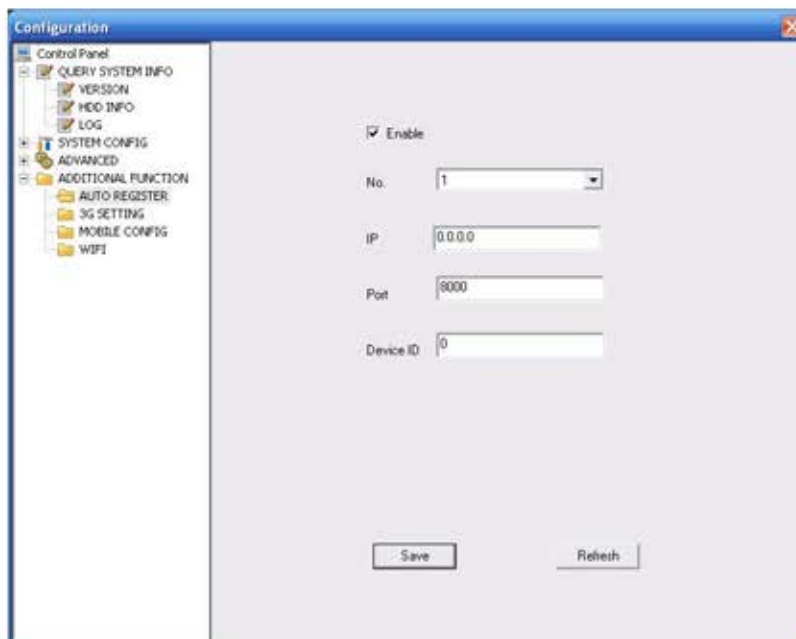 Configuration
Control Panel
QUERY SYSTEM INFO
VERSION
HDD INFO
LOG
SYSTEM CONFIG
ADVANCED
ADDITIONAL FUNCTION
AUTO REGISTER
3G SETTING
MOBILE CONFIG
WIFI
Enable
No. 1
IP 0.0.0.0
Port 8000
Device ID 0
Save Refresh